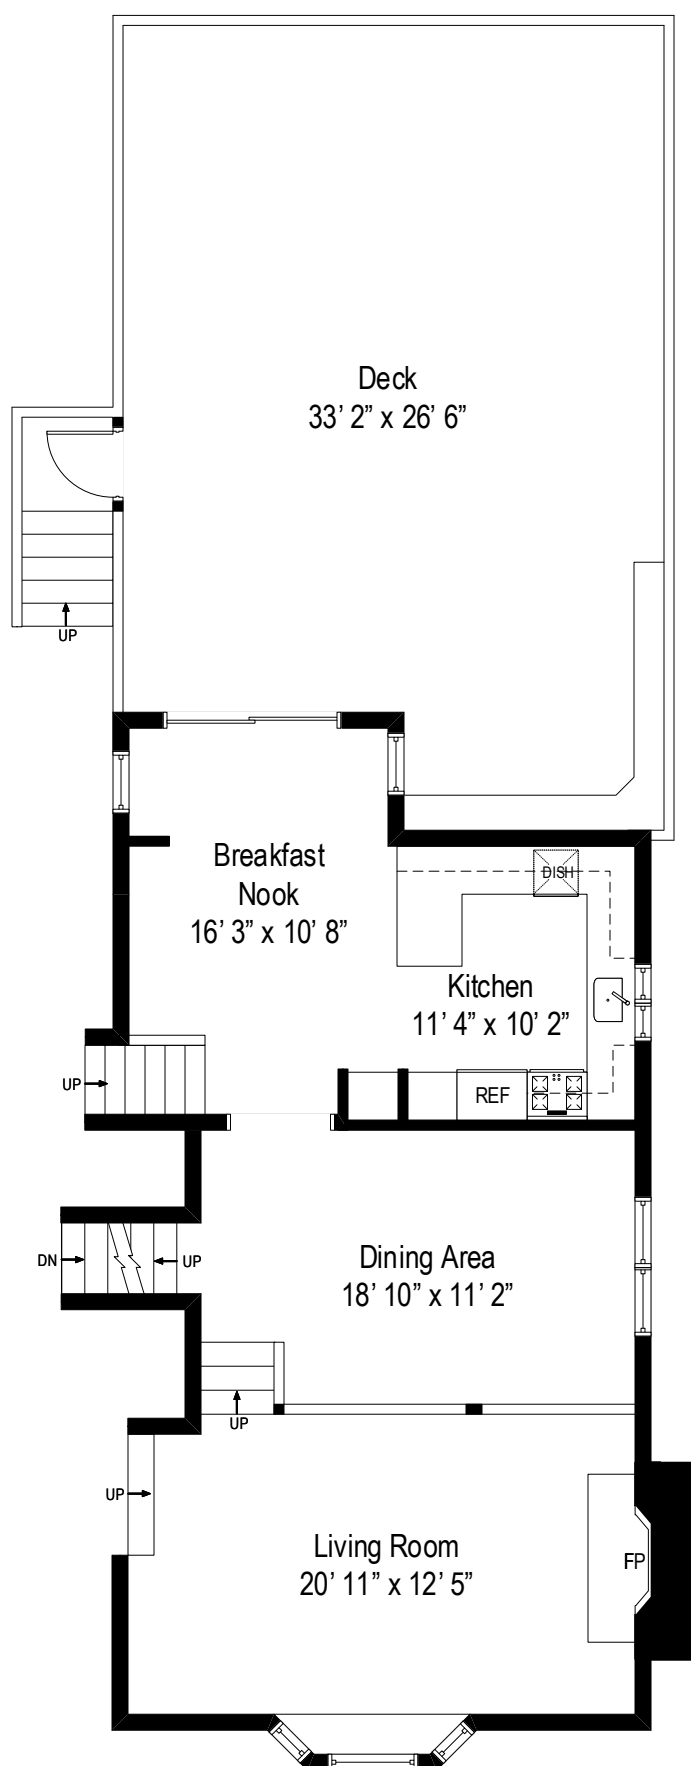 Deck
33’ 2” x 26’ 6”
UP
Breakfast
Nook
16’ 3” x 10’ 8”
DISH
Kitchen
11’ 4” x 10’ 2”
UP
REF
DN
UP
Dining Area
18’ 10” x 11’ 2”
UP
UP
Living Room
20’ 11” x 12’ 5”
FP